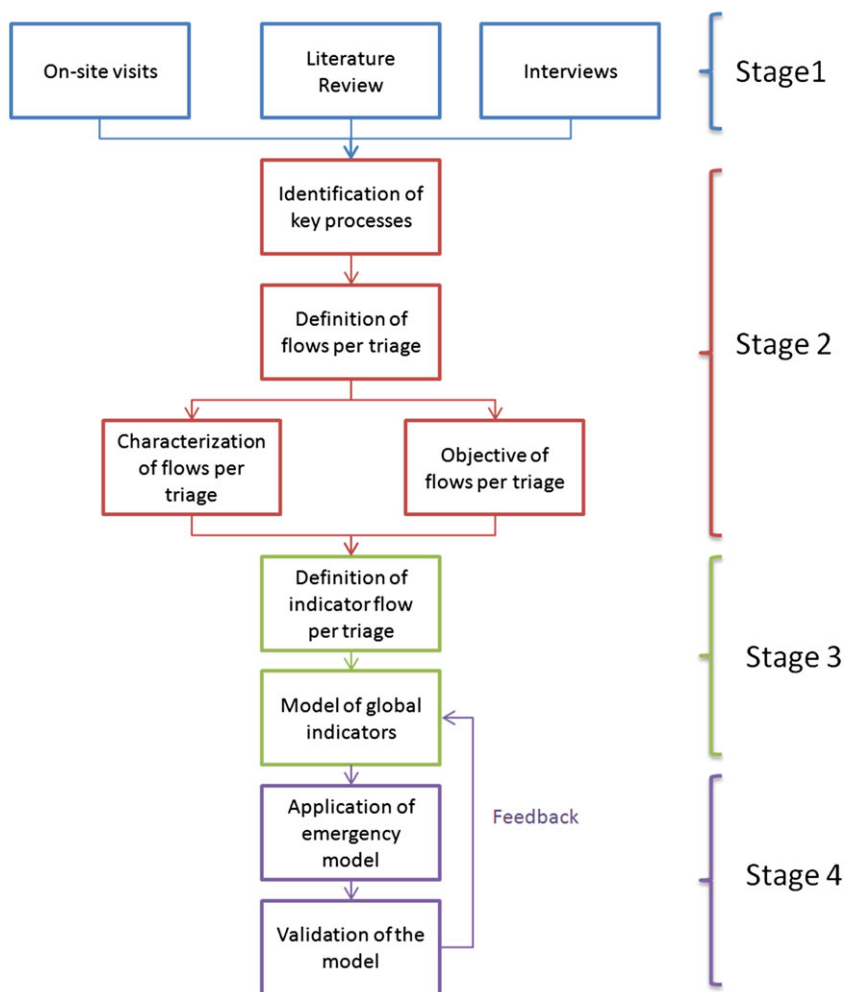 On-site visits
Literature
Review
Interviews
Stage1
Identification of
key processes
Definition of
flows per triage
Stage 2
Characterization
of flows per
triage
Objective of
flows per triage
Definition of
indicator flow
per triage
Stage 3
Model of global
indicators
Application of
emergency
model
Feedback
Stage 4
Validation of the
model